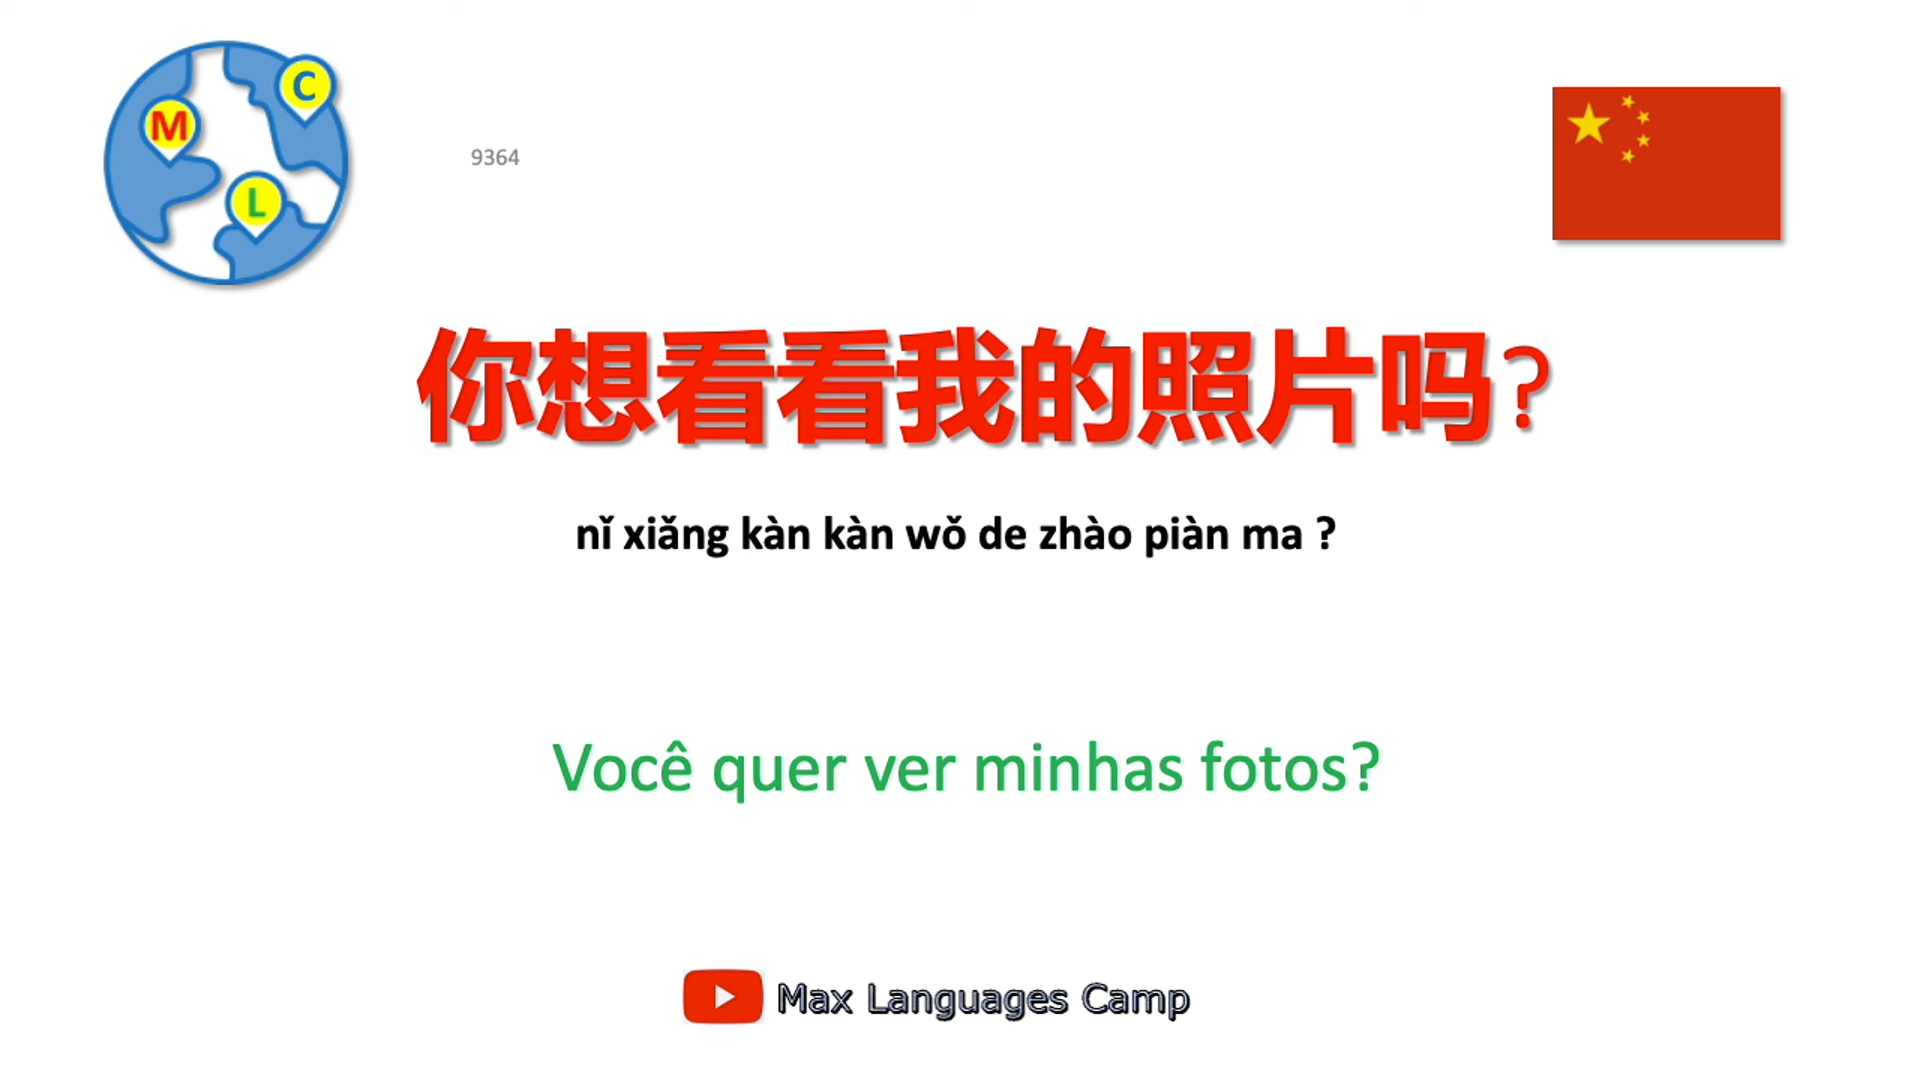 M
C
L
9364
你想看看我的照片吗?
nǐ xiǎng kàn kàn wǒ de zhào piàn ma ?
Você quer ver minhas fotos?
Max Languages Camp